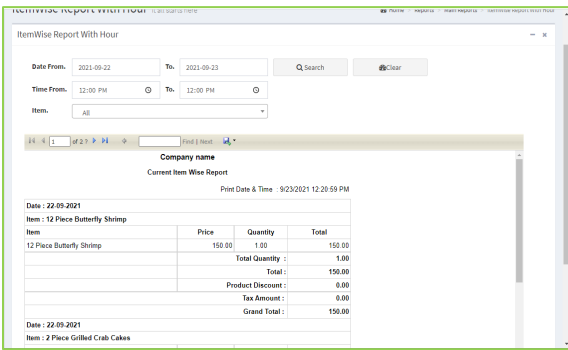 ItemWise Report With Hour it all starts here
Home Reports Main Reports ItemWise Report With Hour
ItemWise Report With Hour
Date From. 2021-09-22 To. 2021-09-23 Search Clear
Time From. 12:00 PM To. 12:00 PM
Item. All
1 of 2 ? Find | Next
Company name
Current Item Wise Report
Print Date & Time : 9/23/2021 12:20:59 PM
Date : 22-09-2021
Item : 12 Piece Butterfly Shrimp
Item Price Quantity Total
12 Piece Butterfly Shrimp 150.00 1.00 150.00
Total Quantity : 1.00
Total : 150.00
Product Discount : 0.00
Tax Amount : 0.00
Grand Total : 150.00
Date : 22-09-2021
Item : 2 Piece Grilled Crab Cakes